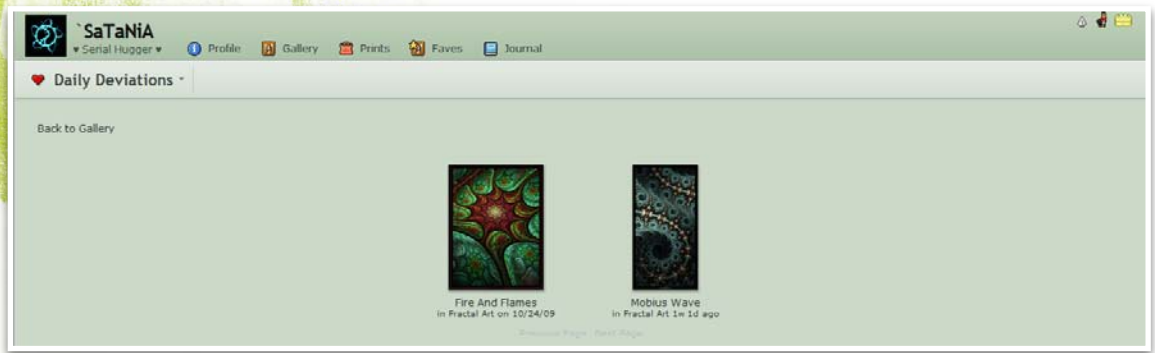 `SaTaNiA
♥ Serial Hugger ♥ Profile Gallery Prints Faves Journal
Daily Deviations
Back to Gallery
Fire And Flames
in Fractal Art on 10/24/09
Mobius Wave
in Fractal Art 1w 1d ago
Previous Page Next Page